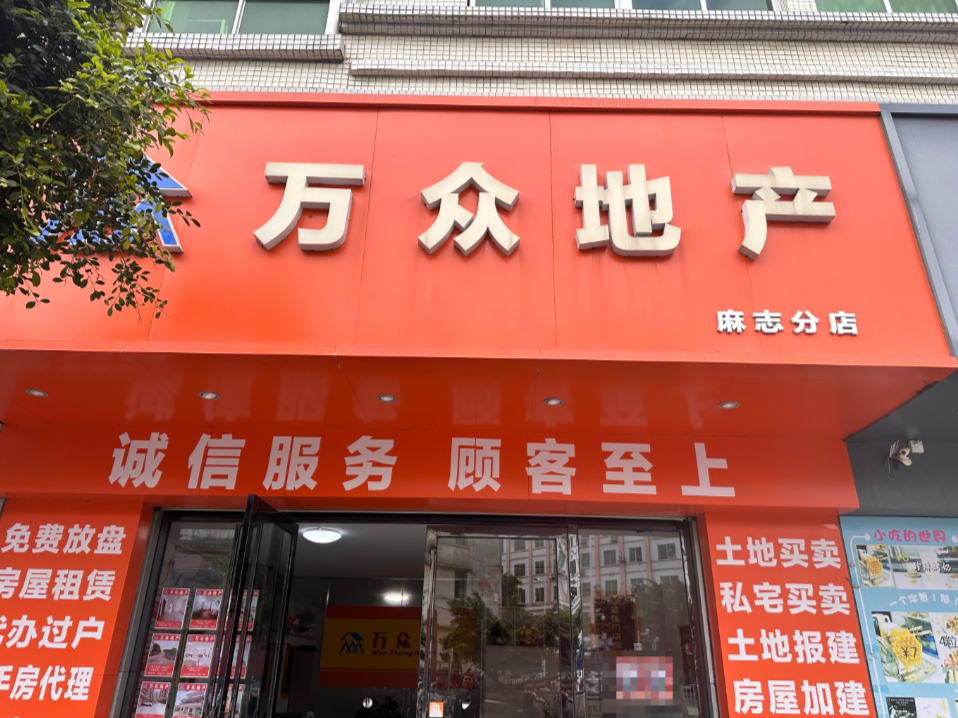 万众地产
麻志分店
诚信服务 顾客至上
免费放盘
房屋租赁
办过户
手房代理
土地买卖
私宅买卖
土地报建
房屋加建
万众
小吃的世界
¥7